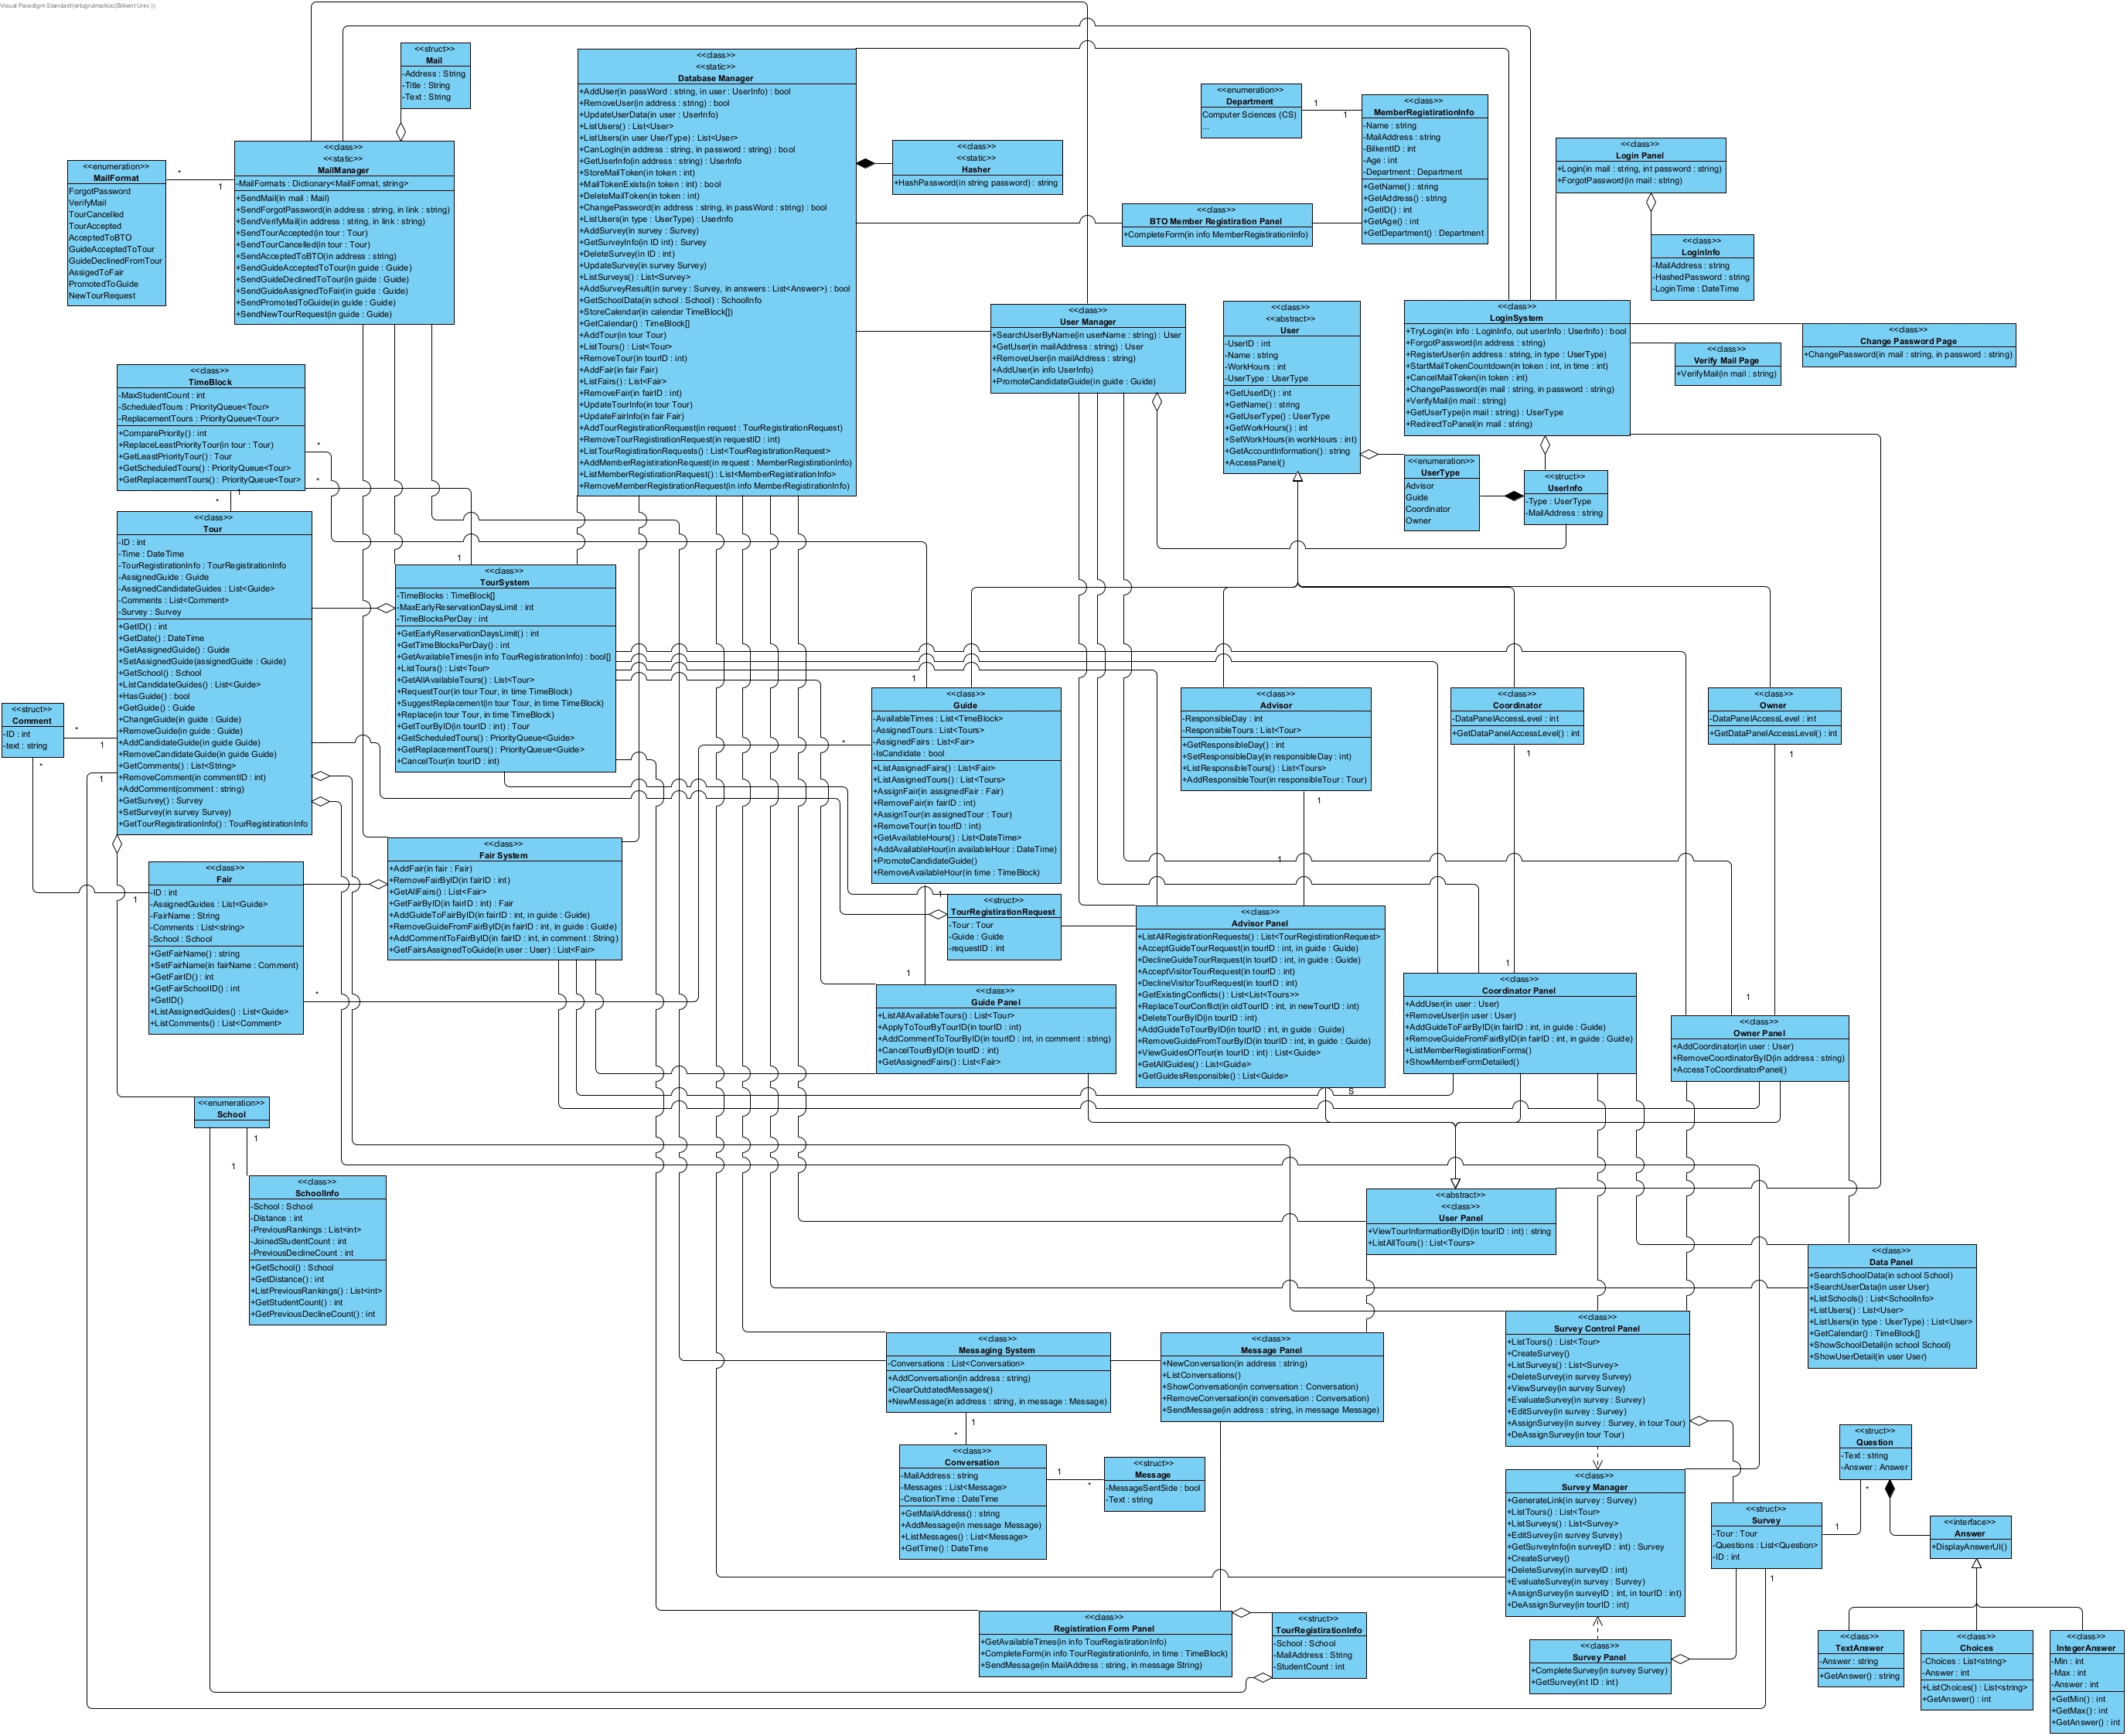 Visual Paradigm Standard(ertugrulmalkoc(Bilkent Univ.))
<<struct>>
Mail
-Address : String
-Title : String
-Text : String
<<enumeration>>
MailFormat
ForgotPassword
VerifyMail
TourCancelled
TourAccepted
AcceptedToBTO
GuideAcceptedToTour
GuideDeclinedFromTour
AssigedToFair
PromotedToGuide
NewTourRequest
*
1
<<class>>
<<static>>
MailManager
-MailFormats : Dictionary<MailFormat, string>
+SendMail(in mail : Mail)
+SendForgotPassword(in address : string, in link : string)
+SendVerifyMail(in address : string, in link : string)
+SendTourAccepted(in tour : Tour)
+SendTourCancelled(in tour : Tour)
+SendAcceptedToBTO(in address : string)
+SendGuideAcceptedToTour(in guide : Guide)
+SendGuideDeclinedToTour(in guide : Guide)
+SendGuideAssignedToFair(in guide : Guide)
+SendPromotedToGuide(in guide : Guide)
+SendNewTourRequest(in guide : Guide)
<<class>>
<<static>>
Database Manager
+AddUser(in passWord : string, in user : UserInfo) : bool
+RemoveUser(in address : string) : bool
+UpdateUserData(in user : UserInfo)
+ListUsers() : List<User>
+ListUsers(in user UserType) : List<User>
+CanLogIn(in address : string, in password : string) : bool
+GetUserInfo(in address : string) : UserInfo
+StoreMailToken(in token : int)
+MailTokenExists(in token : int) : bool
+DeleteMailToken(in token : int)
+ChangePassword(in address : string, in passWord : string) : bool
+ListUsers(in type : UserType) : UserInfo
+AddSurvey(in survey : Survey)
+GetSurveyInfo(in ID int) : Survey
+DeleteSurvey(in ID : int)
+UpdateSurvey(in survey Survey)
+ListSurveys() : List<Survey>
+AddSurveyResult(in survey : Survey, in answers : List<Answer>) : bool
+GetSchoolData(in school : School) : SchoolInfo
+StoreCalendar(in calendar TimeBlock[])
+GetCalendar() : TimeBlock[]
+AddTour(in tour Tour)
+ListTours() : List<Tour>
+RemoveTour(in tourID : int)
+AddFair(in fair Fair)
+ListFairs() : List<Fair>
+RemoveFair(in fairID : int)
+UpdateTourInfo(in tour Tour)
+UpdateFairInfo(in fair Fair)
+AddTourRegistrationRequest(in request : TourRegistirationRequest)
+RemoveTourRegistirationRequest(in requestID : int)
+ListTourRegistirationRequests() : List<TourRegistirationRequest>
+AddMemberRegistirationRequest(in request : MemberRegistirationInfo)
+ListMemberRegistirationRequest() : List<MemberRegistirationInfo>
+RemoveMemberRegistirationRequest(in info MemberRegistirationInfo)
<<class>>
<<static>>
Hasher
+HashPassword(in string password) : string
<<enumeration>>
Department
Computer Sciences (CS)
...
1
1
<<class>>
MemberRegistirationInfo
-Name : string
-MailAddress : string
-BilkentID : int
-Age : int
-Department : Department
+GetName() : string
+GetAddress() : string
+GetID() : int
+GetAge() : int
+GetDepartment() : Department
<<class>>
BTO Member Registiration Panel
+CompleteForm(in info MemberRegistirationInfo)
<<class>>
Login Panel
+Login(in mail : string, int password : string)
+ForgotPassword(in mail : string)
<<class>>
LoginInfo
-MailAddress : string
-HashedPassword : string
-LoginTime : DateTime
<<class>>
User Manager
+SearchUserByName(in userName : string) : User
+GetUser(in mailAddress : string) : User
+RemoveUser(in mailAddress : string)
+AddUser(in info UserInfo)
+PromoteCandidateGuide(in guide : Guide)
<<class>>
<<abstract>>
User
-UserID : int
-Name : string
-WorkHours : int
-UserType : UserType
+GetUserID() : int
+GetName() : string
+GetUserType() : UserType
+GetWorkHours() : int
+SetWorkHours(in workHours : int)
+GetAccountInformation() : string
+AccessPanel()
<<class>>
LoginSystem
+TryLogin(in info : LoginInfo, out userInfo : UserInfo) : bool
+ForgotPassword(in address : string)
+RegisterUser(in address : string, in type : UserType)
+StartMailTokenCountdown(in token : int, in time : int)
+CancelMailToken(in token : int)
+ChangePassword(in mail : string, in password : string)
+VerifyMail(in mail : string)
+GetUserType(in mail : string) : UserType
+RedirectToPanel(in mail : string)
<<class>>
Verify Mail Page
+VerifyMail(in mail : string)
<<class>>
Change Password Page
+ChangePassword(in mail : string, in password : string)
<<enumeration>>
UserType
Advisor
Guide
Coordinator
Owner
<<struct>>
UserInfo
-Type : UserType
-MailAddress : string
<<class>>
TimeBlock
-MaxStudentCount : int
-ScheduledTours : PriorityQueue<Tour>
-ReplacementTours : PriorityQueue<Tour>
+ComparePriority() : int
+ReplaceLeastPriorityTour(in tour : Tour)
+GetLeastPriorityTour() : Tour
+GetScheduledTours() : PriorityQueue<Tour>
+GetReplacementTours() : PriorityQueue<Tour>
*
*
1
*
1
<<class>>
Tour
-ID : int
-Time : DateTime
-TourRegistirationInfo : TourRegistirationInfo
-AssignedGuide : Guide
-AssignedCandidateGuides : List<Guide>
-Comments : List<Comment>
-Survey : Survey
+GetID() : int
+GetDate() : DateTime
+GetAssignedGuide() : Guide
+SetAssignedGuide(assignedGuide : Guide)
+GetSchool() : School
+ListCandidateGuides() : List<Guide>
+HasGuide() : bool
+GetGuide() : Guide
+ChangeGuide(in guide : Guide)
+RemoveGuide(in guide : Guide)
+AddCandidateGuide(in guide Guide)
+RemoveCandidateGuide(in guide Guide)
+GetComments() : List<String>
+RemoveComment(in commentID : int)
+AddComment(comment : string)
+GetSurvey() : Survey
+SetSurvey(in survey Survey)
+GetTourRegistirationInfo() : TourRegistirationInfo
<<struct>>
Comment
-ID : int
-text : string
*
1
*
1
1
<<class>>
TourSystem
-TimeBlocks : TimeBlock[]
-MaxEarlyReservationDaysLimit : int
-TimeBlocksPerDay : int
+GetEarlyReservationDaysLimit() : int
+GetTimeBlocksPerDay() : int
+GetAvailableTimes(in info TourRegistirationInfo) : bool[]
+ListTours() : List<Tour>
+GetAllAvailableTours() : List<Tour>
+RequestTour(in tour Tour, in time TimeBlock)
+SuggestReplacement(in tour Tour, in time TimeBlock)
+Replace(in tour Tour, in time TimeBlock)
+GetTourByID(in tourID : int) : Tour
+GetScheduledTours() : PriorityQueue<Guide>
+GetReplacementTours() : PriorityQueue<Guide>
+CancelTour(in tourID : int)
1
*
<<class>>
Guide
-AvailableTimes : List<TimeBlock>
-AssignedTours : List<Tours>
-AssignedFairs : List<Fair>
-IsCandidate : bool
+ListAssignedFairs() : List<Fair>
+ListAssignedTours() : List<Tours>
+AssignFair(in assignedFair : Fair)
+RemoveFair(in fairID : int)
+AssignTour(in assignedTour : Tour)
+RemoveTour(in tourID : int)
+GetAvailableHours() : List<DateTime>
+AddAvailableHour(in availableHour : DateTime)
+PromoteCandidateGuide()
+RemoveAvailableHour(in time : TimeBlock)
<<class>>
Advisor
-ResponsibleDay : int
-ResponsibleTours : List<Tour>
+GetResponsibleDay() : int
+SetResponsibleDay(in responsibleDay : int)
+ListResponsibleTours() : List<Tours>
+AddResponsibleTour(in responsibleTour : Tour)
1
<<class>>
Coordinator
-DataPanelAccessLevel : int
+GetDataPanelAccessLevel() : int
1
<<class>>
Owner
-DataPanelAccessLevel : int
+GetDataPanelAccessLevel() : int
1
<<class>>
Fair
-ID : int
-AssignedGuides : List<Guide>
-FairName : String
-Comments : List<string>
-School : School
+GetFairName() : string
+SetFairName(in fairName : Comment)
+GetFairID() : int
+GetFairSchoolID() : int
+GetID()
+ListAssignedGuides() : List<Guide>
+ListComments() : List<Comment>
*
<<class>>
Fair System
+AddFair(in fair : Fair)
+RemoveFairByID(in fairID : int)
+GetAllFairs() : List<Fair>
+GetFairByID(in fairID : int) : Fair
+AddGuideToFairByID(in fairID : int, in guide : Guide)
+RemoveGuideFromFairByID(in fairID : int, in guide : Guide)
+AddCommentToFairByID(in fairID : int, in comment : String)
+GetFairsAssignedToGuide(in user : User) : List<Fair>
1
1
<<struct>>
TourRegistirationRequest
-Tour : Tour
-Guide : Guide
-requestID : int
1
<<class>>
Guide Panel
+ListAllAvailableTours() : List<Tour>
+ApplyToTourByTourID(in tourID : int)
+AddCommentToTourByID(in tourID : int, in comment : string)
+CancelTourByID(in tourID : int)
+GetAssignedFairs() : List<Fair>
<<class>>
Advisor Panel
+ListAllRegistirationRequests() : List<TourRegistirationRequest>
+AcceptGuideTourRequest(in tourID : int, in guide : Guide)
+DeclineGuideTourRequest(in tourID : int, in guide : Guide)
+AcceptVisitorTourRequest(in tourID : int)
+DeclineVisitorTourRequest(in tourID : int)
+GetExistingConflicts() : List<List<Tours>>
+ReplaceTourConflict(in oldTourID : int, in newTourID : int)
+DeleteTourByID(in tourID : int)
+AddGuideToTourByID(in tourID : int, in guide : Guide)
+RemoveGuideFromTourByID(in tourID : int, in guide : Guide)
+ViewGuidesOfTour(in tourID : int) : List<Guide>
+GetAllGuides() : List<Guide>
+GetGuidesResponsible() : List<Guide>
S
1
<<class>>
Coordinator Panel
+AddUser(in user : User)
+RemoveUser(in user : User)
+AddGuideToFairByID(in fairID : int, in guide : Guide)
+RemoveGuideFromFairByID(in fairID : int, in guide : Guide)
+ListMemberRegistirationForms()
+ShowMemberFormDetailed()
1
<<class>>
Owner Panel
+AddCoordinator(in user : User)
+RemoveCoordinatorByID(in address : string)
+AccessToCoordinatorPanel()
<<enumeration>>
School
1
1
<<class>>
SchoolInfo
-School : School
-Distance : int
-PreviousRankings : List<int>
-JoinedStudentCount : int
-PreviousDeclineCount : int
+GetSchool() : School
+GetDistance() : int
+ListPreviousRankings() : List<int>
+GetStudentCount() : int
+GetPreviousDeclineCount() : int
<<abstract>>
<<class>>
User Panel
+ViewTourInformationByID(in tourID : int) : string
+ListAllTours() : List<Tours>
<<class>>
Data Panel
+SearchSchoolData(in school School)
+SearchUserData(in user User)
+ListSchools() : List<SchoolInfo>
+ListUsers() : List<User>
+ListUsers(in type : UserType) : List<User>
+GetCalendar() : TimeBlock[]
+ShowSchoolDetail(in school School)
+ShowUserDetail(in user User)
<<class>>
Messaging System
-Conversations : List<Conversation>
+AddConversation(in address : string)
+ClearOutdatedMessages()
+NewMessage(in address : string, in message : Message)
1
*
<<class>>
Message Panel
+NewConversation(in address : string)
+ListConversations()
+ShowConversation(in conversation : Conversation)
+RemoveConversation(in conversation : Conversation)
+SendMessage(in address : string, in message Message)
<<class>>
Survey Control Panel
+ListTours() : List<Tour>
+CreateSurvey()
+ListSurveys() : List<Survey>
+DeleteSurvey(in survey Survey)
+ViewSurvey(in survey Survey)
+EvaluateSurvey(in survey : Survey)
+EditSurvey(in survey : Survey)
+AssignSurvey(in survey : Survey, in tour Tour)
+DeAssignSurvey(in tour Tour)
<<class>>
Conversation
-MailAddress : string
-Messages : List<Message>
-CreationTime : DateTime
+GetMailAddress() : string
+AddMessage(in message Message)
+ListMessages() : List<Message>
+GetTime() : DateTime
1
*
<<struct>>
Message
-MessageSentSide : bool
-Text : string
<<class>>
Survey Manager
+GenerateLink(in survey : Survey)
+ListTours() : List<Tour>
+ListSurveys() : List<Survey>
+EditSurvey(in survey Survey)
+GetSurveyInfo(in surveyID : int) : Survey
+CreateSurvey()
+DeleteSurvey(in surveyID : int)
+EvaluateSurvey(in survey : Survey)
+AssignSurvey(in surveyID : int, in tourID : int)
+DeAssignSurvey(in tourID : int)
<<struct>>
Question
-Text : string
-Answer : Answer
*
1
<<struct>>
Survey
-Tour : Tour
-Questions : List<Question>
-ID : int
1
<<interface>>
Answer
+DisplayAnswerUI()
<<class>>
Registiration Form Panel
+GetAvailableTimes(in info TourRegistirationInfo)
+CompleteForm(in info TourRegistirationInfo, in time : TimeBlock)
+SendMessage(in MailAddress : string, in message String)
<<struct>>
TourRegistirationInfo
-School : School
-MailAddress : String
-StudentCount : int
<<class>>
Survey Panel
+CompleteSurvey(in survey Survey)
+GetSurvey(int ID : int)
<<class>>
TextAnswer
-Answer : string
+GetAnswer() : string
<<class>>
Choices
-Choices : List<string>
-Answer : int
+ListChoices() : List<string>
+GetAnswer() : int
<<class>>
IntegerAnswer
-Min : int
-Max : int
-Answer : int
+GetMin() : int
+GetMax() : int
+GetAnswer() : int